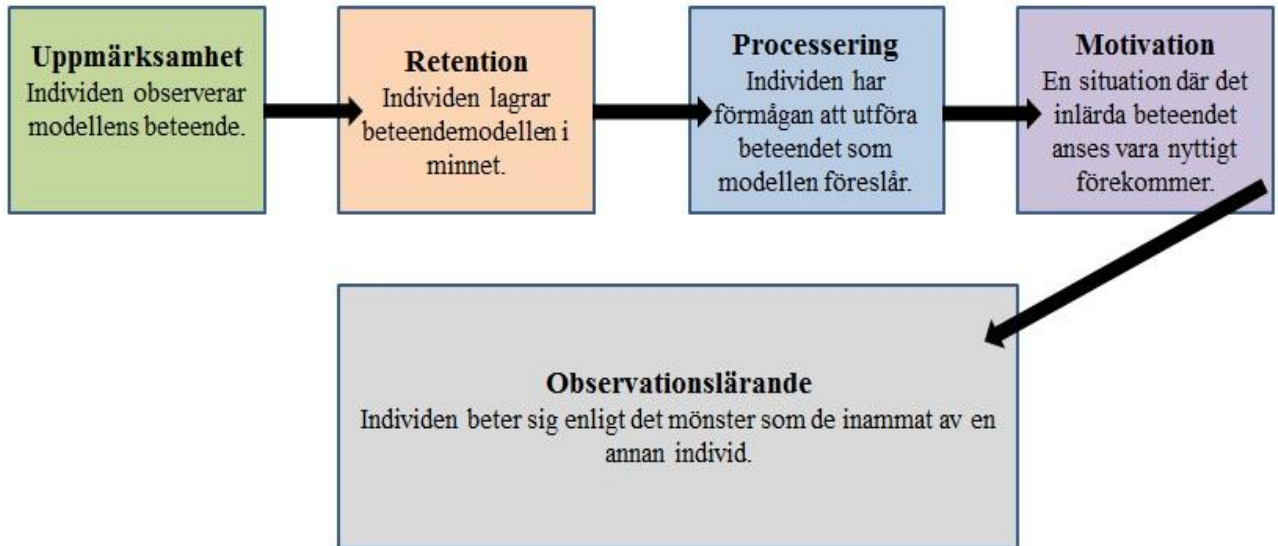 Uppmärksamhet
Individen observerar
modellens beteende.
Retention
Individen lagrar
beteendemodellen i
minnet.
Processering
Individen har
förmågan att utföra
beteendet som
modellen föreslår.
Motivation
En situation där det
inlärda beteendet
anses vara nyttigt
förekommer.
Observationslärande
Individen beter sig enligt det mönster som de inammat av en
annan individ.